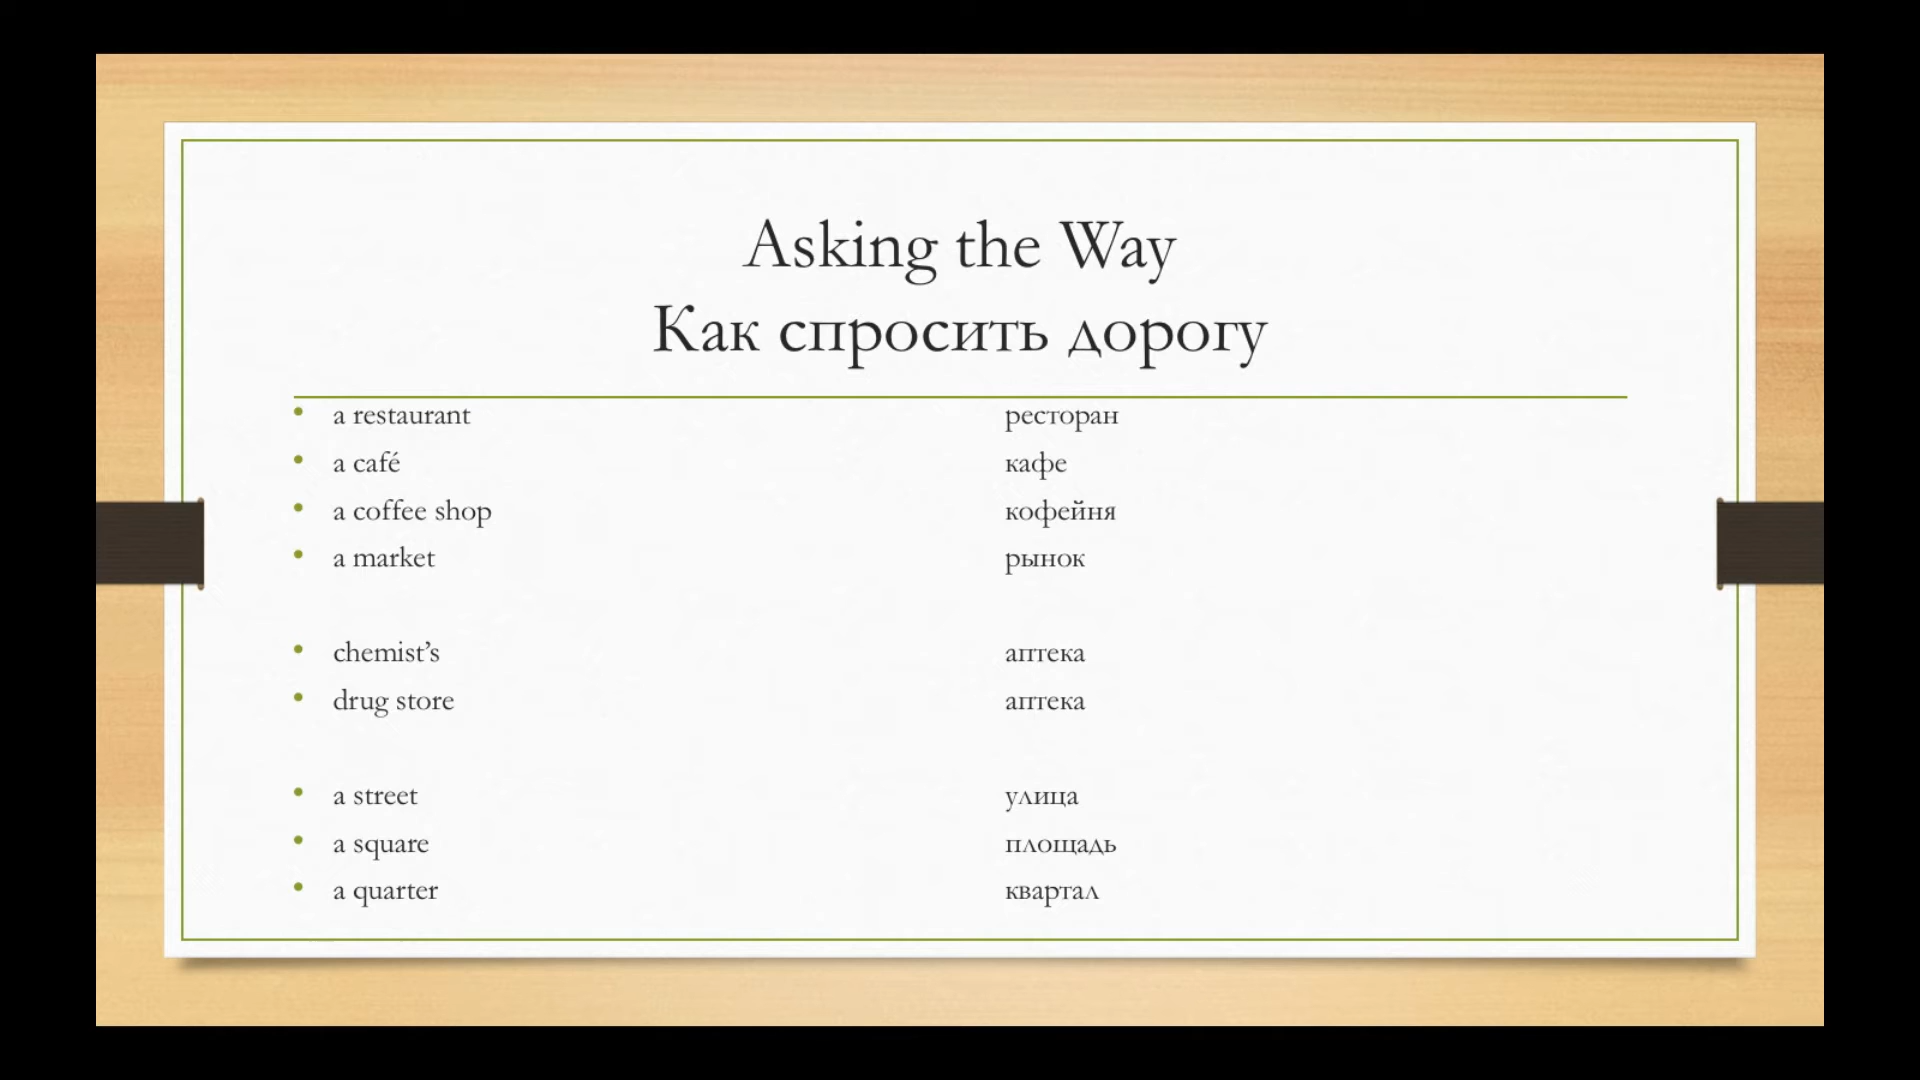 Asking the Way
Как спросить дорогу
• a restaurant ресторан
• a café кафе
• a coffee shop кофейня
• a market рынок
• chemist’s аптека
• drug store аптека
• a street улица
• a square площадь
• a quarter квартал